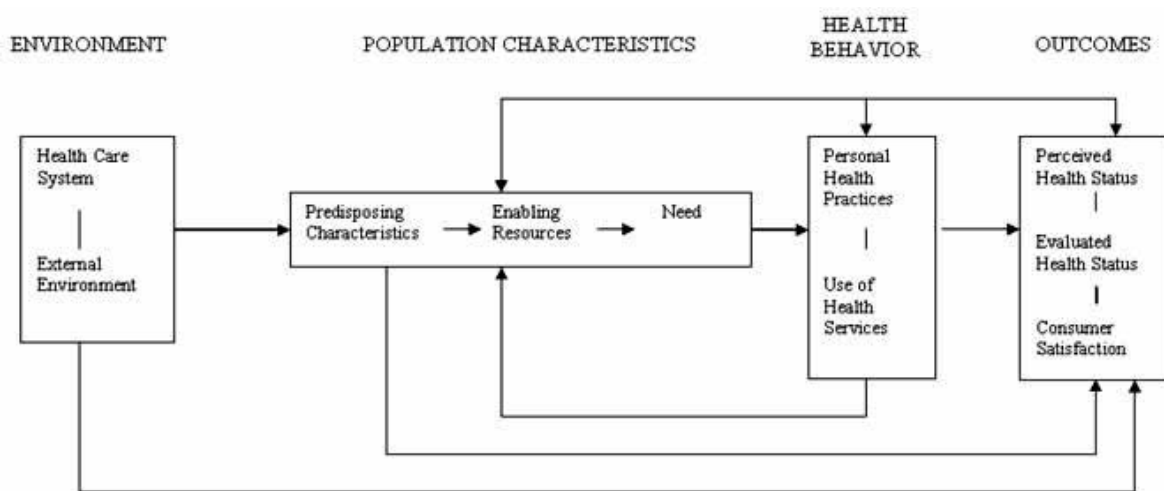 ENVIRONMENT
POPULATION CHARACTERISTICS
HEALTH
BEHAVIOR
OUTCOMES
Health Care
System
External
Environment
Predisposing
Characteristics
Enabling
Resources
Need
Personal
Health
Practices
Use of
Health
Services
Perceived
Health Status
Evaluated
Health Status
Consumer
Satisfaction